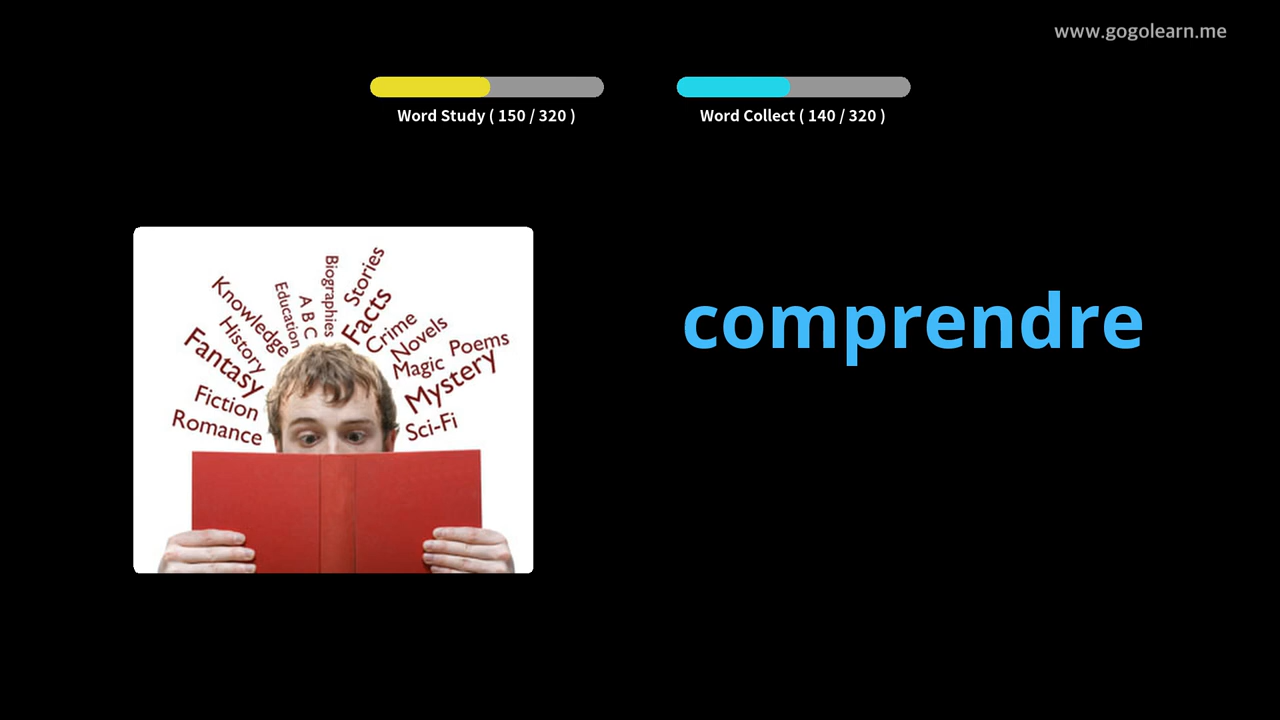 www.gogolearn.me
Word Study ( 150 / 320 )
Word Collect ( 140 / 320 )
Biographies
Stories
Education
A B C
Facts
Knowledge
Crime
History
Novels
Fantasy
Magic
Poems
Mystery
Fiction
Romance
Sci-Fi
comprendre